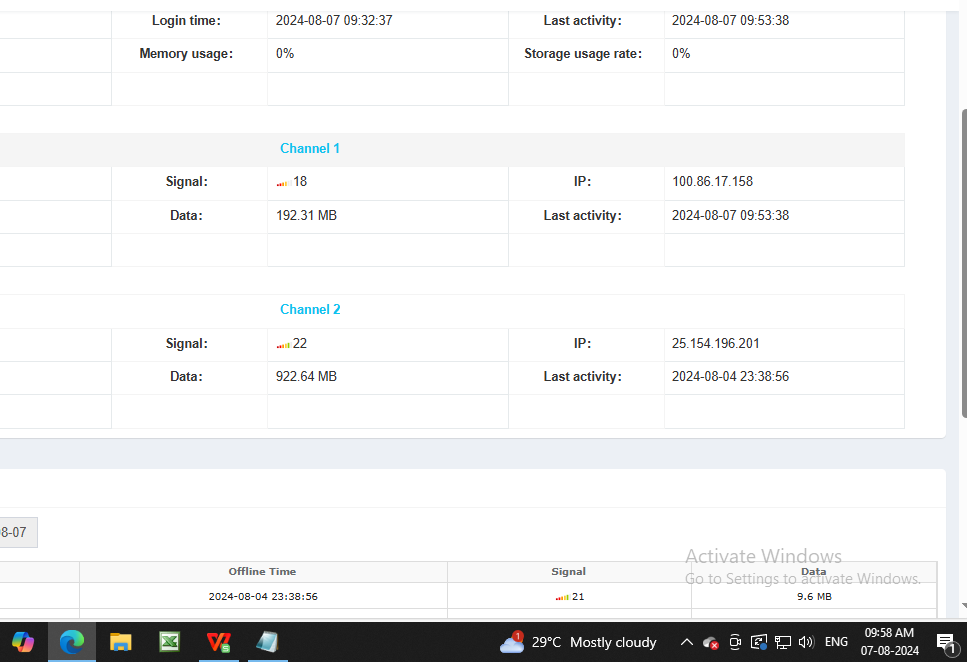 Login time: 2024-08-07 09:32:37 Last activity: 2024-08-07 09:53:38
Memory usage: 0% Storage usage rate: 0%
Channel 1
Signal: 18 IP: 100.86.17.158
Data: 192.31 MB Last activity: 2024-08-07 09:53:38
Channel 2
Signal: 22 IP: 25.154.196.201
Data: 922.64 MB Last activity: 2024-08-04 23:38:56
8-07
Activate Windows
Go to Settings to activate Windows.
Offline Time Signal Data
2024-08-04 23:38:56 21 9.6 MB
1 29°C Mostly cloudy ENG 09:58 AM
07-08-2024 1